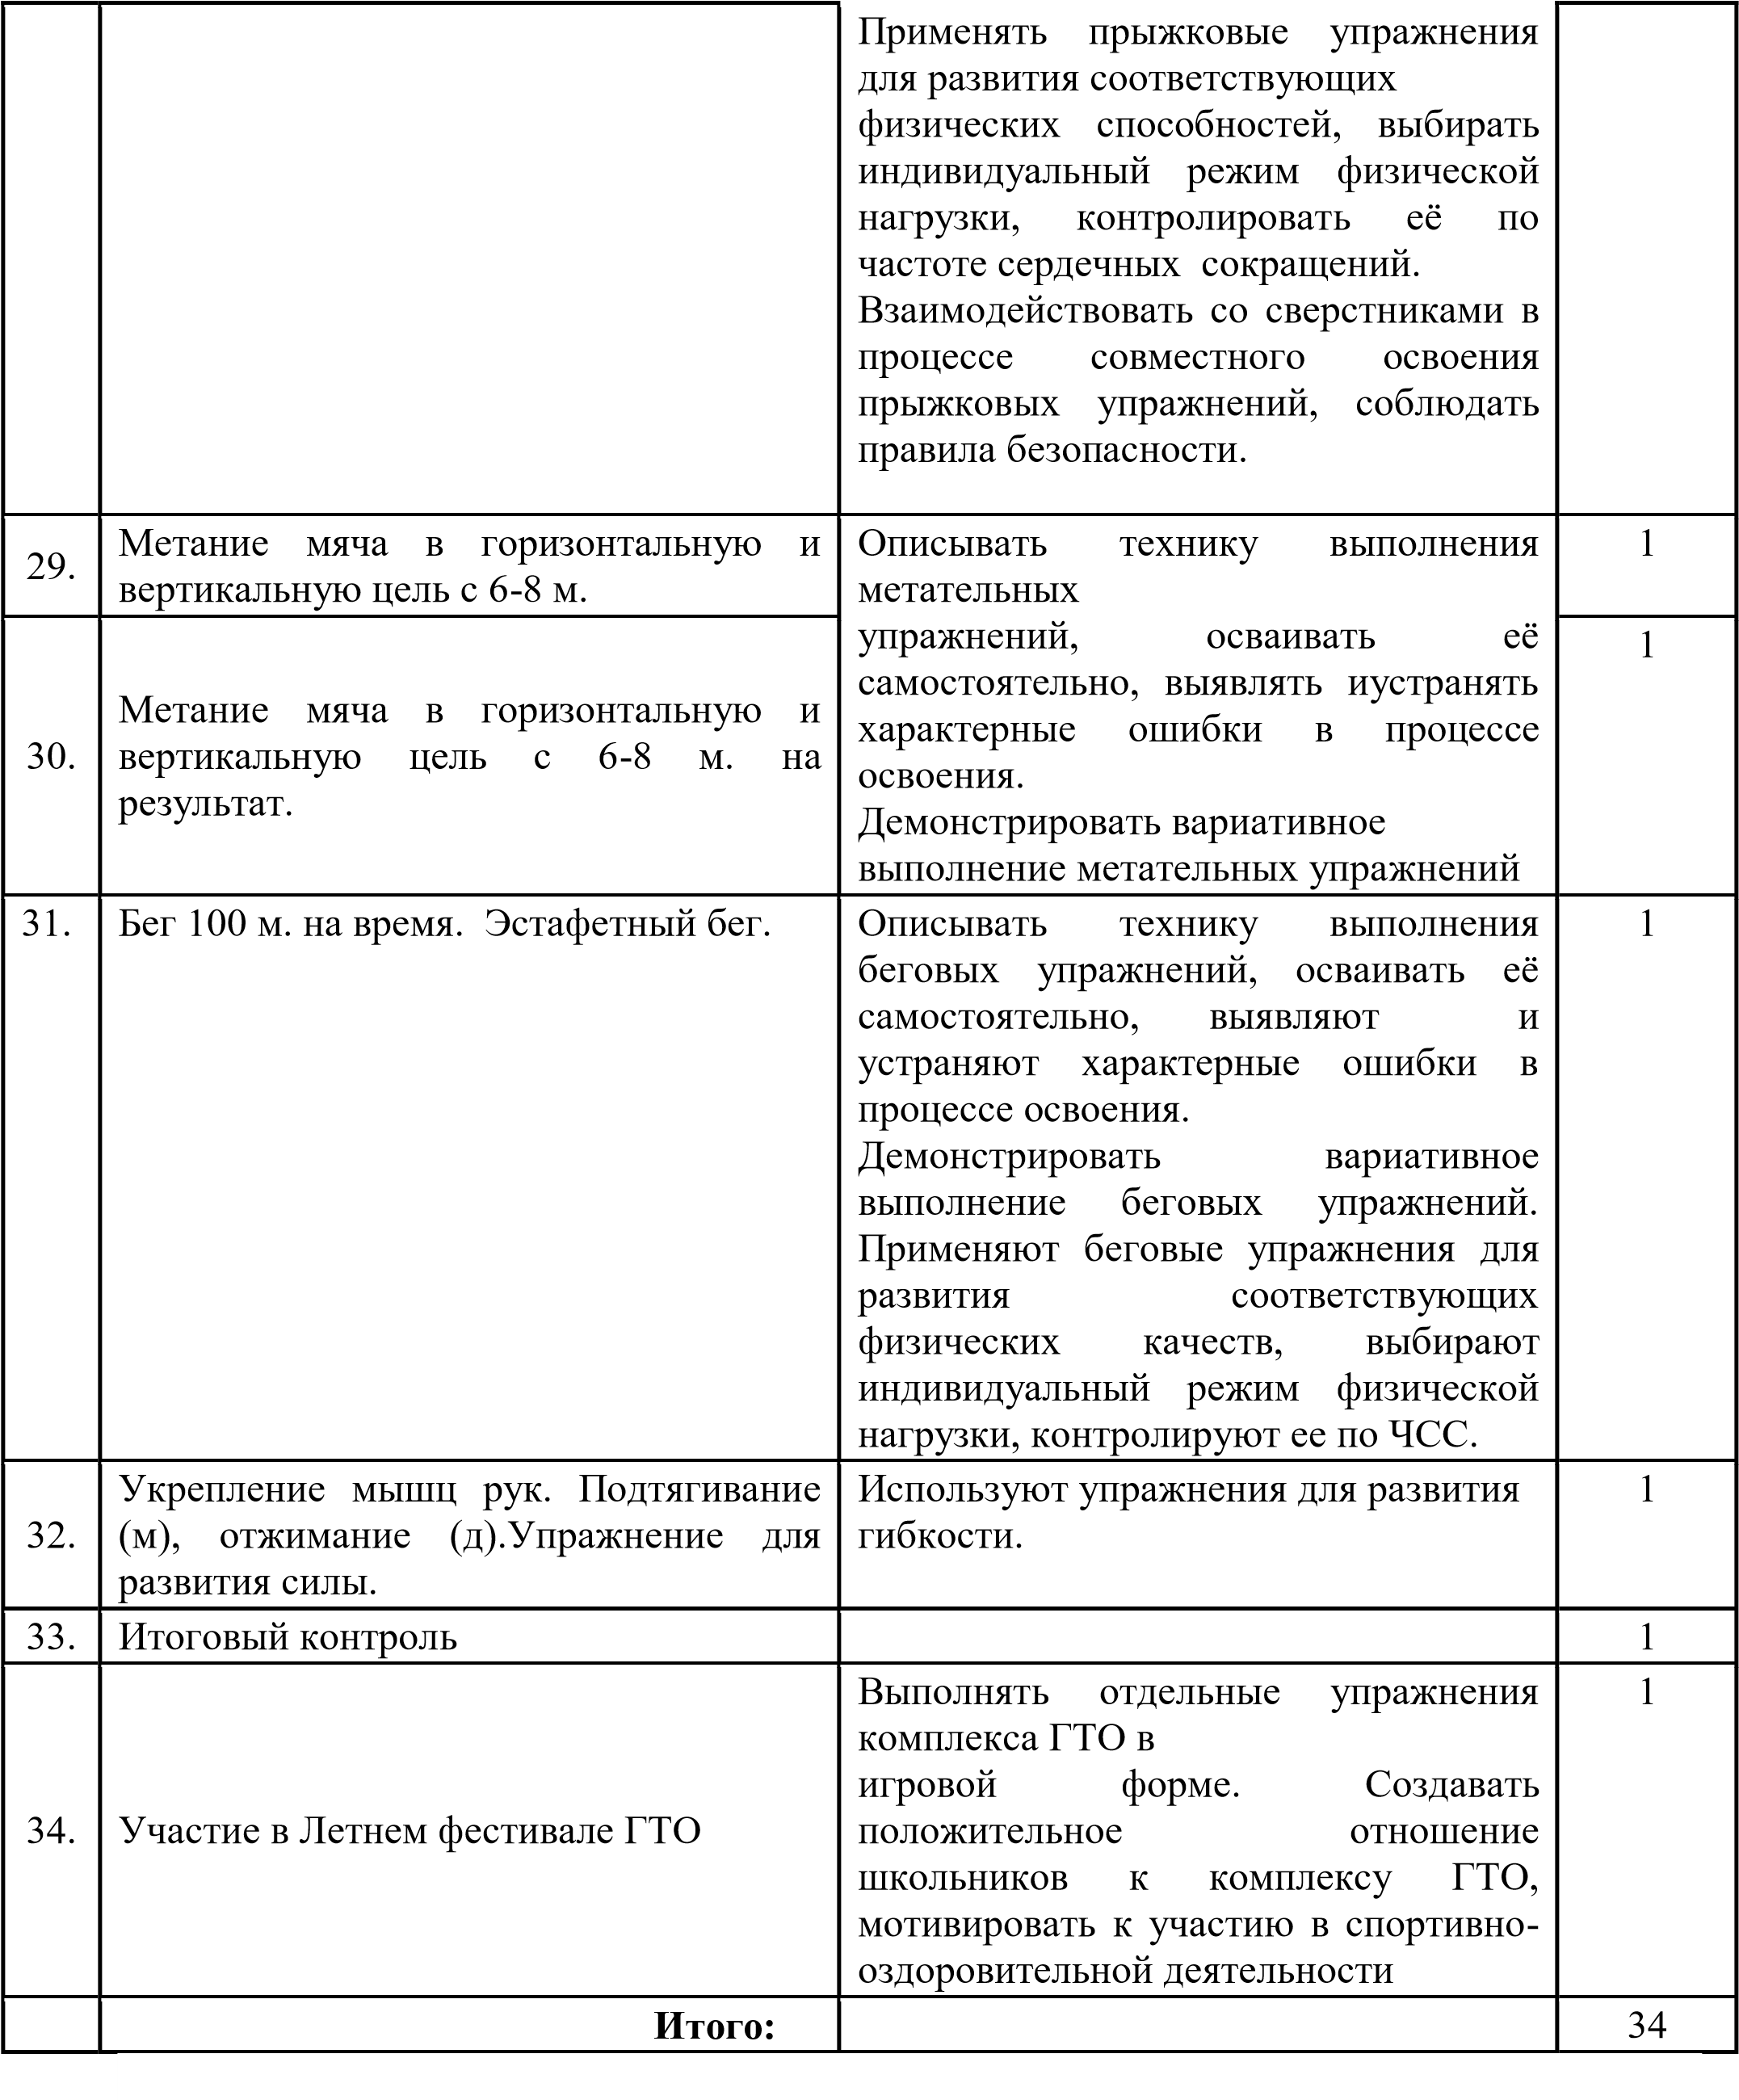 Применять прыжковые упражнения
для развития соответствующих
физических способностей, выбирать
индивидуальный режим физической
нагрузки, контролировать её по
частоте сердечных сокращений.
Взаимодействовать со сверстниками в
процессе совместного освоения
прыжковых упражнений, соблюдать
правила безопасности.
29.
Метание мяча в горизонтальную и
вертикальную цель с 6-8 м.
Описывать технику выполнения
метательных
упражнений, осваивать её
самостоятельно, выявлять иустранять
характерные ошибки в процессе
освоения.
Демонстрировать вариативное
выполнение метательных упражнений
1
30.
Метание мяча в горизонтальную и
вертикальную цель с 6-8 м. на
результат.
1
31.
Бег 100 м. на время. Эстафетный бег.
Описывать технику выполнения
беговых упражнений, осваивать её
самостоятельно, выявляют и
устраняют характерные ошибки в
процессе освоения.
Демонстрировать вариативное
выполнение беговых упражнений.
Применяют беговые упражнения для
развития соответствующих
физических качеств, выбирают
индивидуальный режим физической
нагрузки, контролируют ее по ЧСС.
1
32.
Укрепление мышц рук. Подтягивание
(м), отжимание (д).Упражнение для
развития силы.
Используют упражнения для развития
гибкости.
1
33.
Итоговый контроль
1
34.
Участие в Летнем фестивале ГТО
Выполнять отдельные упражнения
комплекса ГТО в
игровой форме. Создавать
положительное отношение
школьников к комплексу ГТО,
мотивировать к участию в спортивно-
оздоровительной деятельности
1
Итого:
34